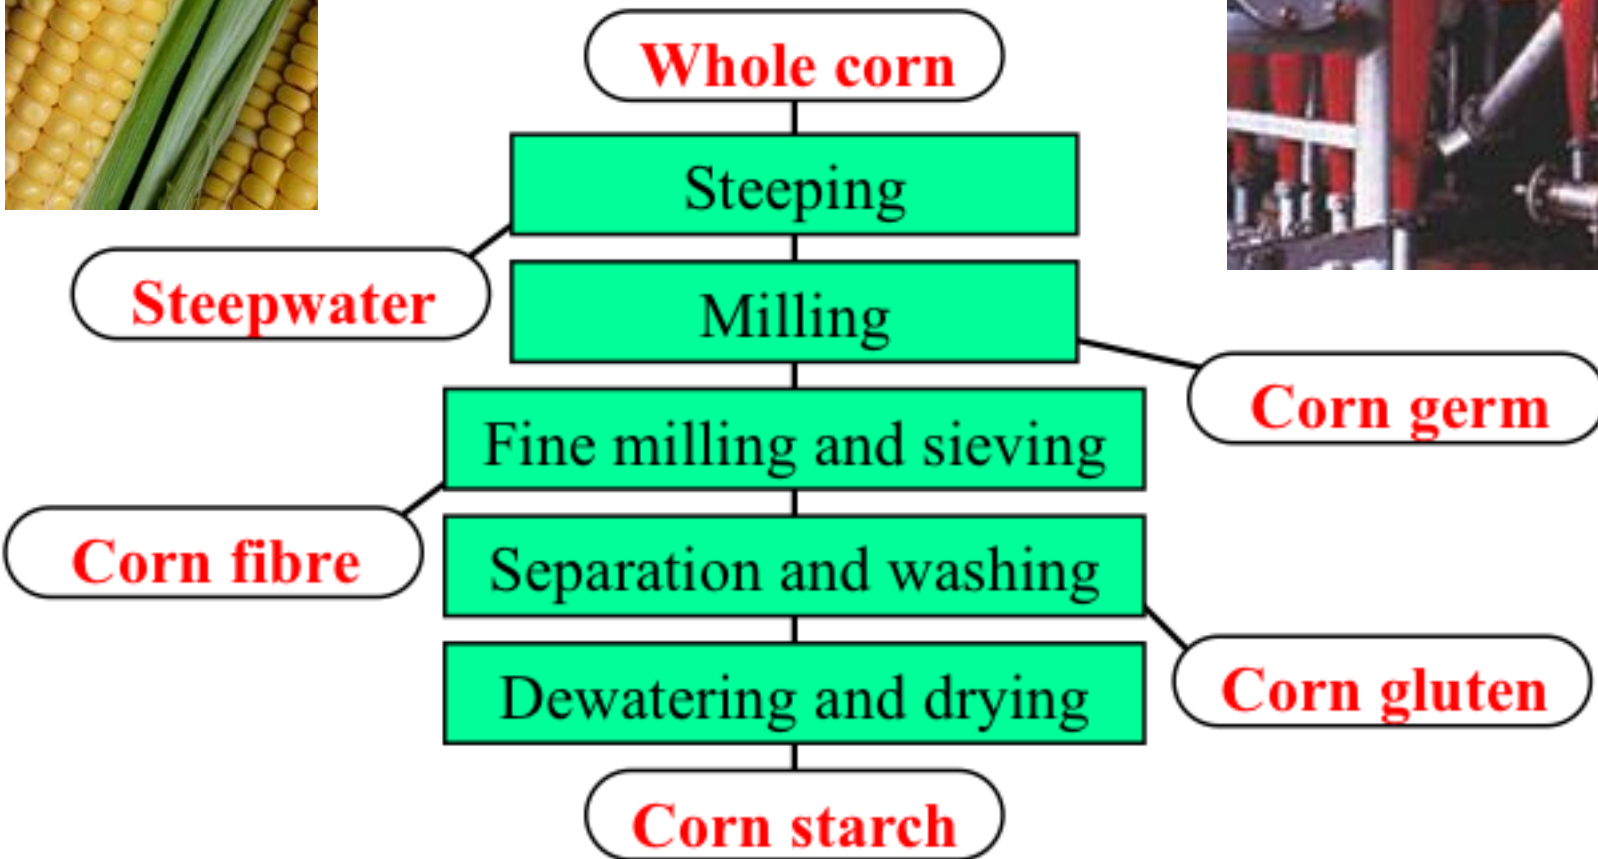 Whole corn
Steeping
Steepwater
Milling
Corn germ
Fine milling and sieving
Corn fibre
Separation and washing
Corn gluten
Dewatering and drying
Corn starch